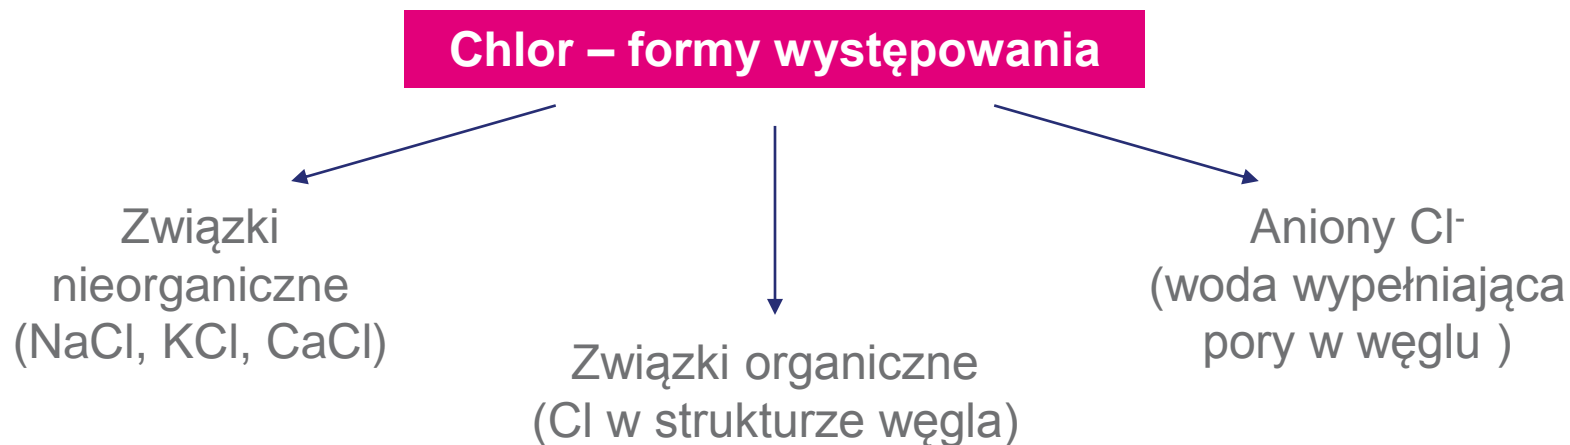 Chlor – formy występowania
Związki
nieorganiczne
(NaCl, KCl, CaCl)
Związki organiczne
(Cl w strukturze węgla)
Aniony Cl⁻
(woda wypełniająca
pory w węglu )